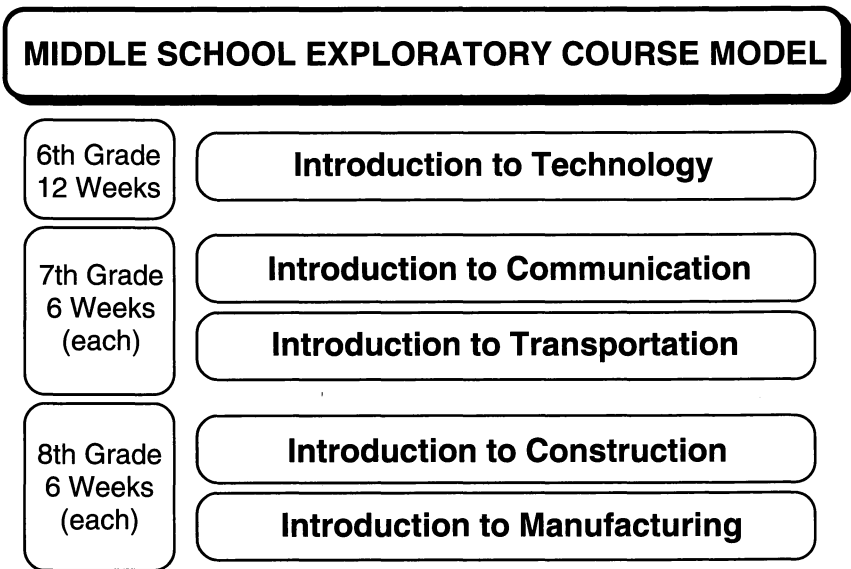 MIDDLE SCHOOL EXPLORATORY COURSE MODEL
6th Grade
12 Weeks
Introduction to Technology
7th Grade
6 Weeks
(each)
Introduction to Communication
Introduction to Transportation
8th Grade
6 Weeks
(each)
Introduction to Construction
Introduction to Manufacturing